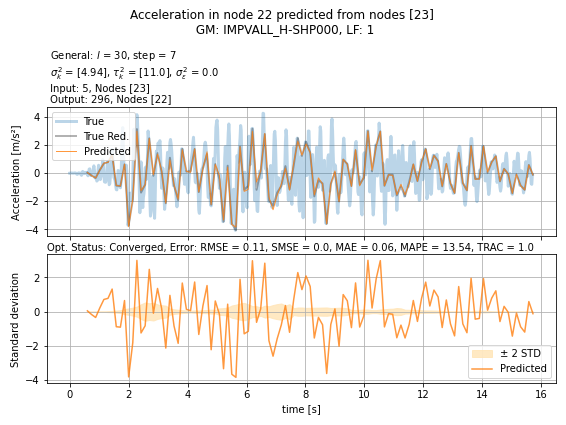 Acceleration in node 22 predicted from nodes [23]
GM: IMPVALL_H-SHP000, LF: 1
General: l = 30, step = 7
σ²ₖ = [4.94], τ²ₖ = [11.0], σ²ε = 0.0
Input: 5, Nodes [23]
Output: 296, Nodes [22]
Acceleration [m/s²]
4
2
0
−2
−4
True
True Red.
Predicted
Opt. Status: Converged, Error: RMSE = 0.11, SMSE = 0.0, MAE = 0.06, MAPE = 13.54, TRAC = 1.0
Standard deviation
2
0
−2
−4
± 2 STD
Predicted
0 2 4 6 8 10 12 14 16
time [s]